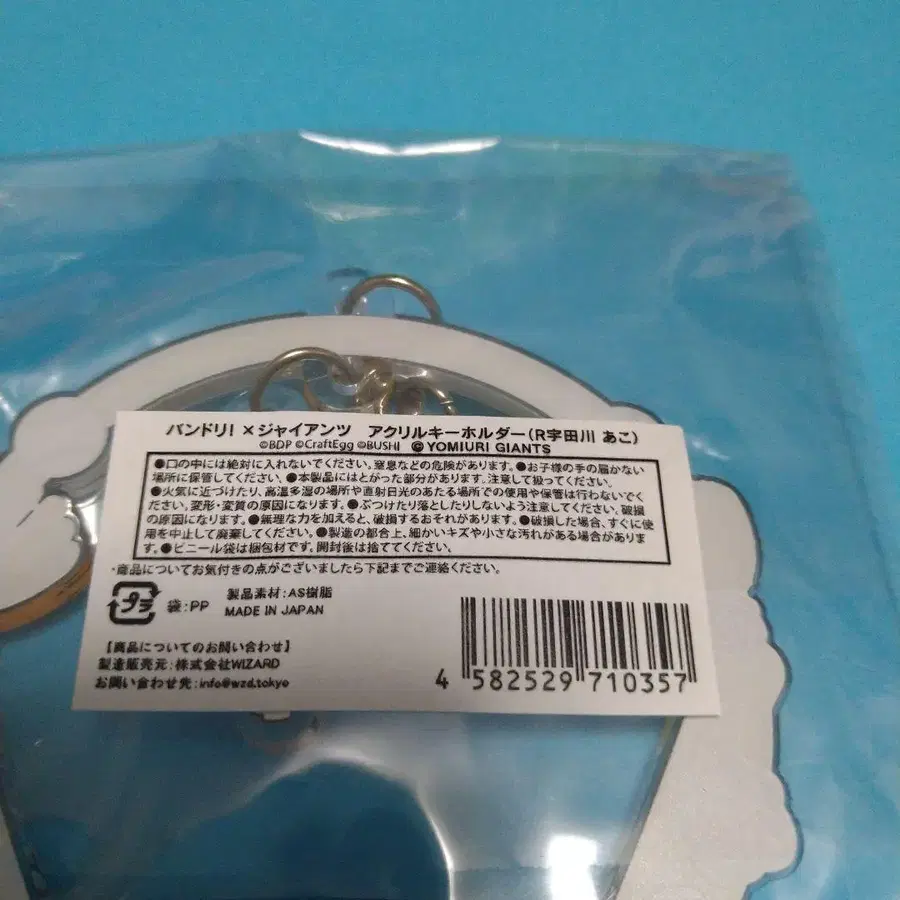 バンドリ! ×ジャイアンツ　アクリルキーホルダー(R宇田川 あこ)
©BDP ©CraftEgg ©BUSHI ©YOMIURI GIANTS
●口の中には絶対に入れないでください。窒息などの危険があります。●お子様の手の届かない
場所に保管してください。●本製品にはとがった部分があります。注意して扱ってください。
●火気に近づけたり、高温多湿の場所や直射日光のあたる場所での使用や保管は行わないでく
ださい。変形・変質の原因になります。●ぶつけたり落としたりしないよう注意してください。破損
の原因になります。●無理な力を加えると、破損するおそれがあります。●破損した場合、すぐに使
用を中止して廃棄してください。●製造の都合上、細かいキズや小さな汚れがある場合がありま
す。●ビニール袋は梱包材です。開封後は捨ててください。
・商品についてお気付きの点がございましたら下記までご連絡ください。
プラ 袋:PP
製品素材:AS樹脂
MADE IN JAPAN
【商品についてのお問い合わせ】
製造販売元:株式会社WIZARD
お問い合わせ先:info@wzd.tokyo
4 582529 710357